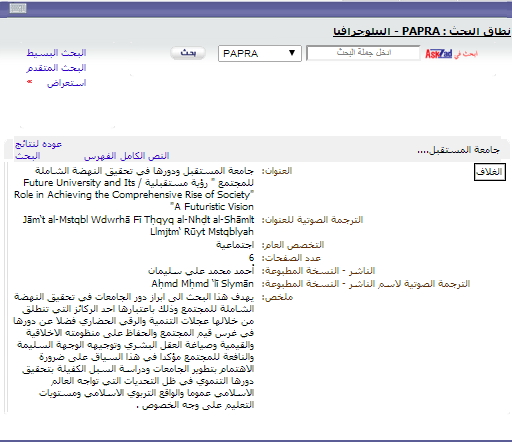 نطاق البحث : PAPRA - الببلوجرافيا
ابحث في AskZad
ادخل جملة البحث
PAPRA
بحث
البحث البسيط
البحث المتقدم
استعراض »
جامعة المستقبل....
النص الكامل الفهرس
عودة لنتائج
البحث
الغلاف
العنوان: جامعة المستقبل ودورها في تحقيق النهضة الشاملة
للمجتمع " رؤية مستقبلية / Future University and Its
Role in Achieving the Comprehensive Rise of Society"
"A Futuristic Vision
الترجمة الصوتية للعنوان: Jām't al-Mstqbl Wdwrhā Fī Tḥqyq al-Nhḍt al-Shāmlt
Llmjtm' Rūyt Mstqblyah
التخصص العام: اجتماعية
عدد الصفحات: 6
الناشر - النسخة المطبوعة: أحمد محمد علي سليمان
الترجمة الصوتية لاسم الناشر - النسخة المطبوعة: Aḥmd Mḥmd 'lī Slymān
ملخص: يهدف هذا البحث الى ابراز دور الجامعات في تحقيق النهضة
الشاملة للمجتمع وذلك باعتبارها احد الركائز التي تنطلق
من خلالها عجلات التنمية والرقي الحضاري فضلا عن دورها
في غرس قيم المجتمع والحفاظ على منظومته الاخلاقية
والقيمية وصياغة العقل البشري وتوجيهه الوجهة السليمة
والنافعة للمجتمع مؤكدا في هذا السياق على ضرورة
الاهتمام بتطوير الجامعات ودراسة السبل الكفيلة بتحقيق
دورها التنموي في ظل التحديات التي تواجه العالم
الاسلامي عموما والواقع التربوي الاسلامي ومستويات
التعليم على وجه الخصوص .